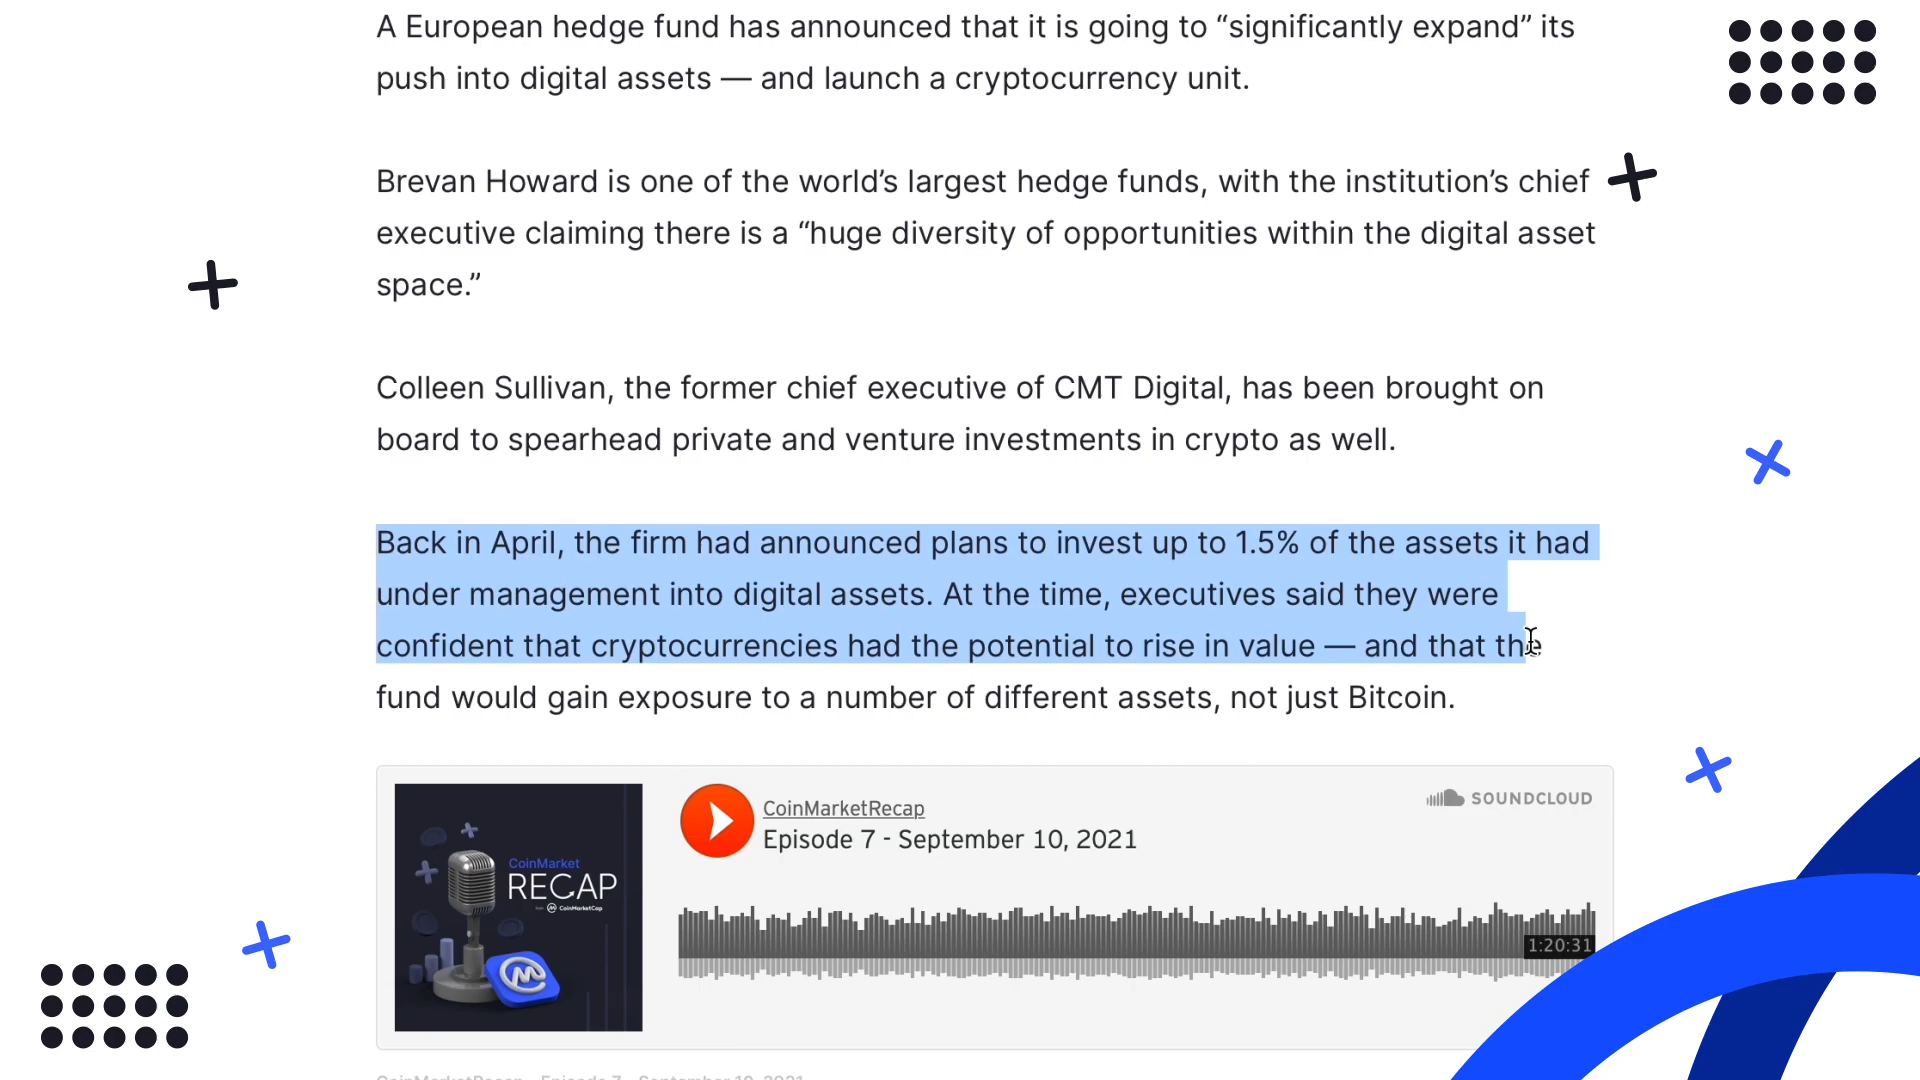 A European hedge fund has announced that it is going to “significantly expand” its
push into digital assets — and launch a cryptocurrency unit.
Brevan Howard is one of the world’s largest hedge funds, with the institution’s chief
executive claiming there is a “huge diversity of opportunities within the digital asset
space.”
Colleen Sullivan, the former chief executive of CMT Digital, has been brought on
board to spearhead private and venture investments in crypto as well.
Back in April, the firm had announced plans to invest up to 1.5% of the assets it had
under management into digital assets. At the time, executives said they were
confident that cryptocurrencies had the potential to rise in value — and that the
fund would gain exposure to a number of different assets, not just Bitcoin.
CoinMarketRecap
SOUNDCLOUD
Episode 7 - September 10, 2021
CoinMarket
RECAP
CoinMarketCap
1:20:31
CoinMarketRecap · Episode 7 - September 10, 2021